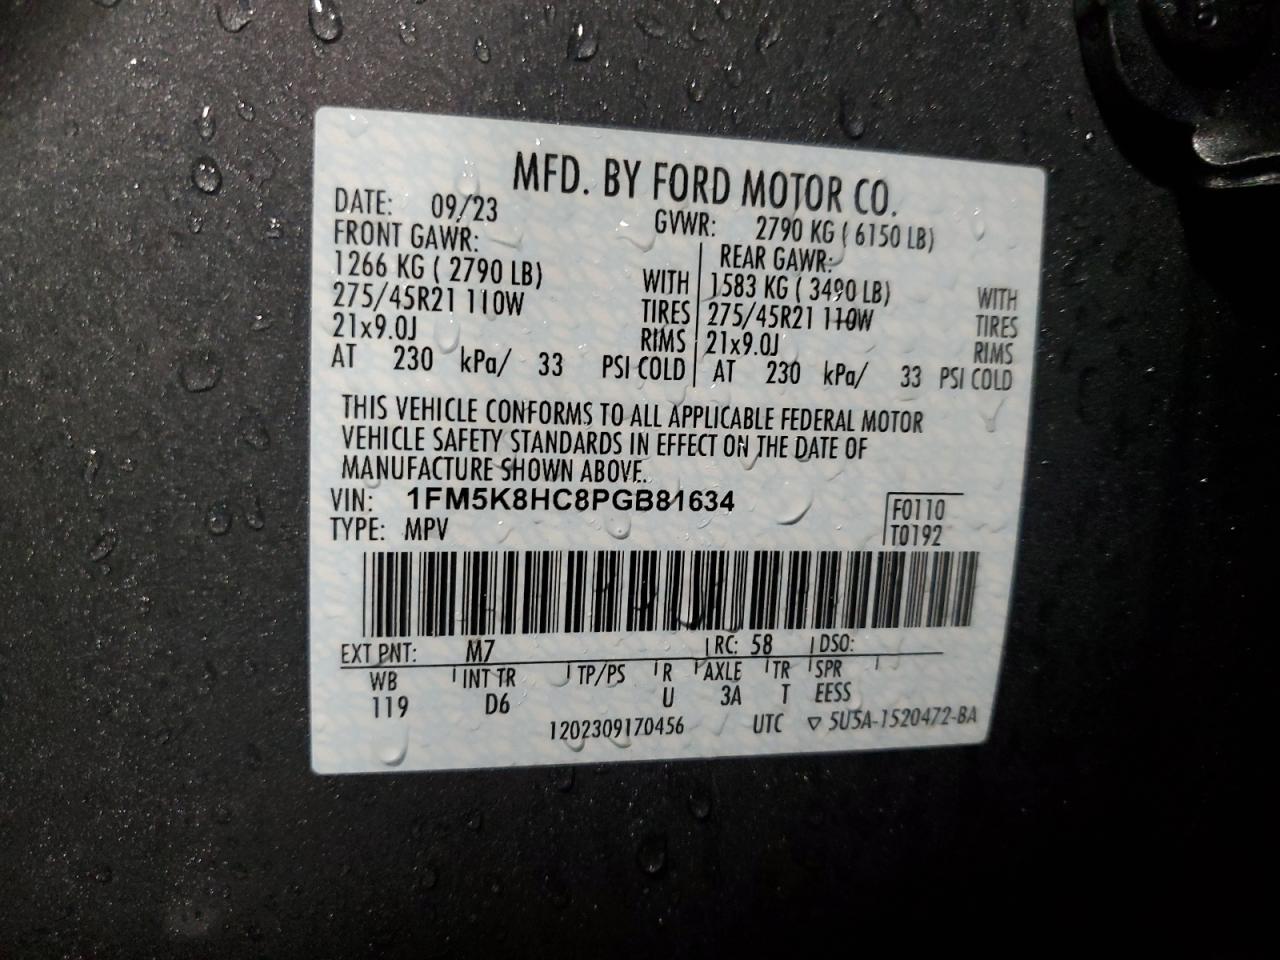 MFD. BY FORD MOTOR CO.
DATE: 09/23 GVWR: 2790 KG ( 6150 LB)
FRONT GAWR: REAR GAWR:
1266 KG ( 2790 LB) WITH 1583 KG ( 3490 LB) WITH
275/45R21 110W TIRES 275/45R21 110W TIRES
21x9.0J RIMS 21x9.0J RIMS
AT 230 kPa/ 33 PSI COLD AT 230 kPa/ 33 PSI COLD
THIS VEHICLE CONFORMS TO ALL APPLICABLE FEDERAL MOTOR
VEHICLE SAFETY STANDARDS IN EFFECT ON THE DATE OF
MANUFACTURE SHOWN ABOVE.
VIN: 1FM5K8HC8PGB81634
TYPE: MPV
F0110
T0192
EXT PNT: M7 RC: 58 DSO:
WB INT TR TP/PS R AXLE TR SPR
119 D6 U 3A T EESS
1202309170456 UTC ▽ 5U5A-1520472-BA